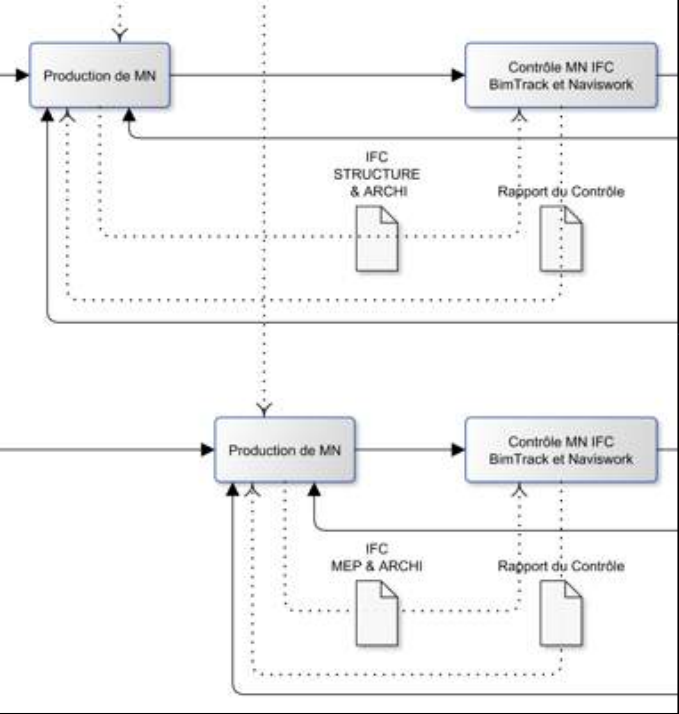 Production de MN
Contrôle MN IFC
BimTrack et Naviswork
IFC
STRUCTURE
& ARCHI
Rapport du Contrôle
Production de MN
Contrôle MN IFC
BimTrack et Naviswork
IFC
MEP & ARCHI
Rapport du Contrôle